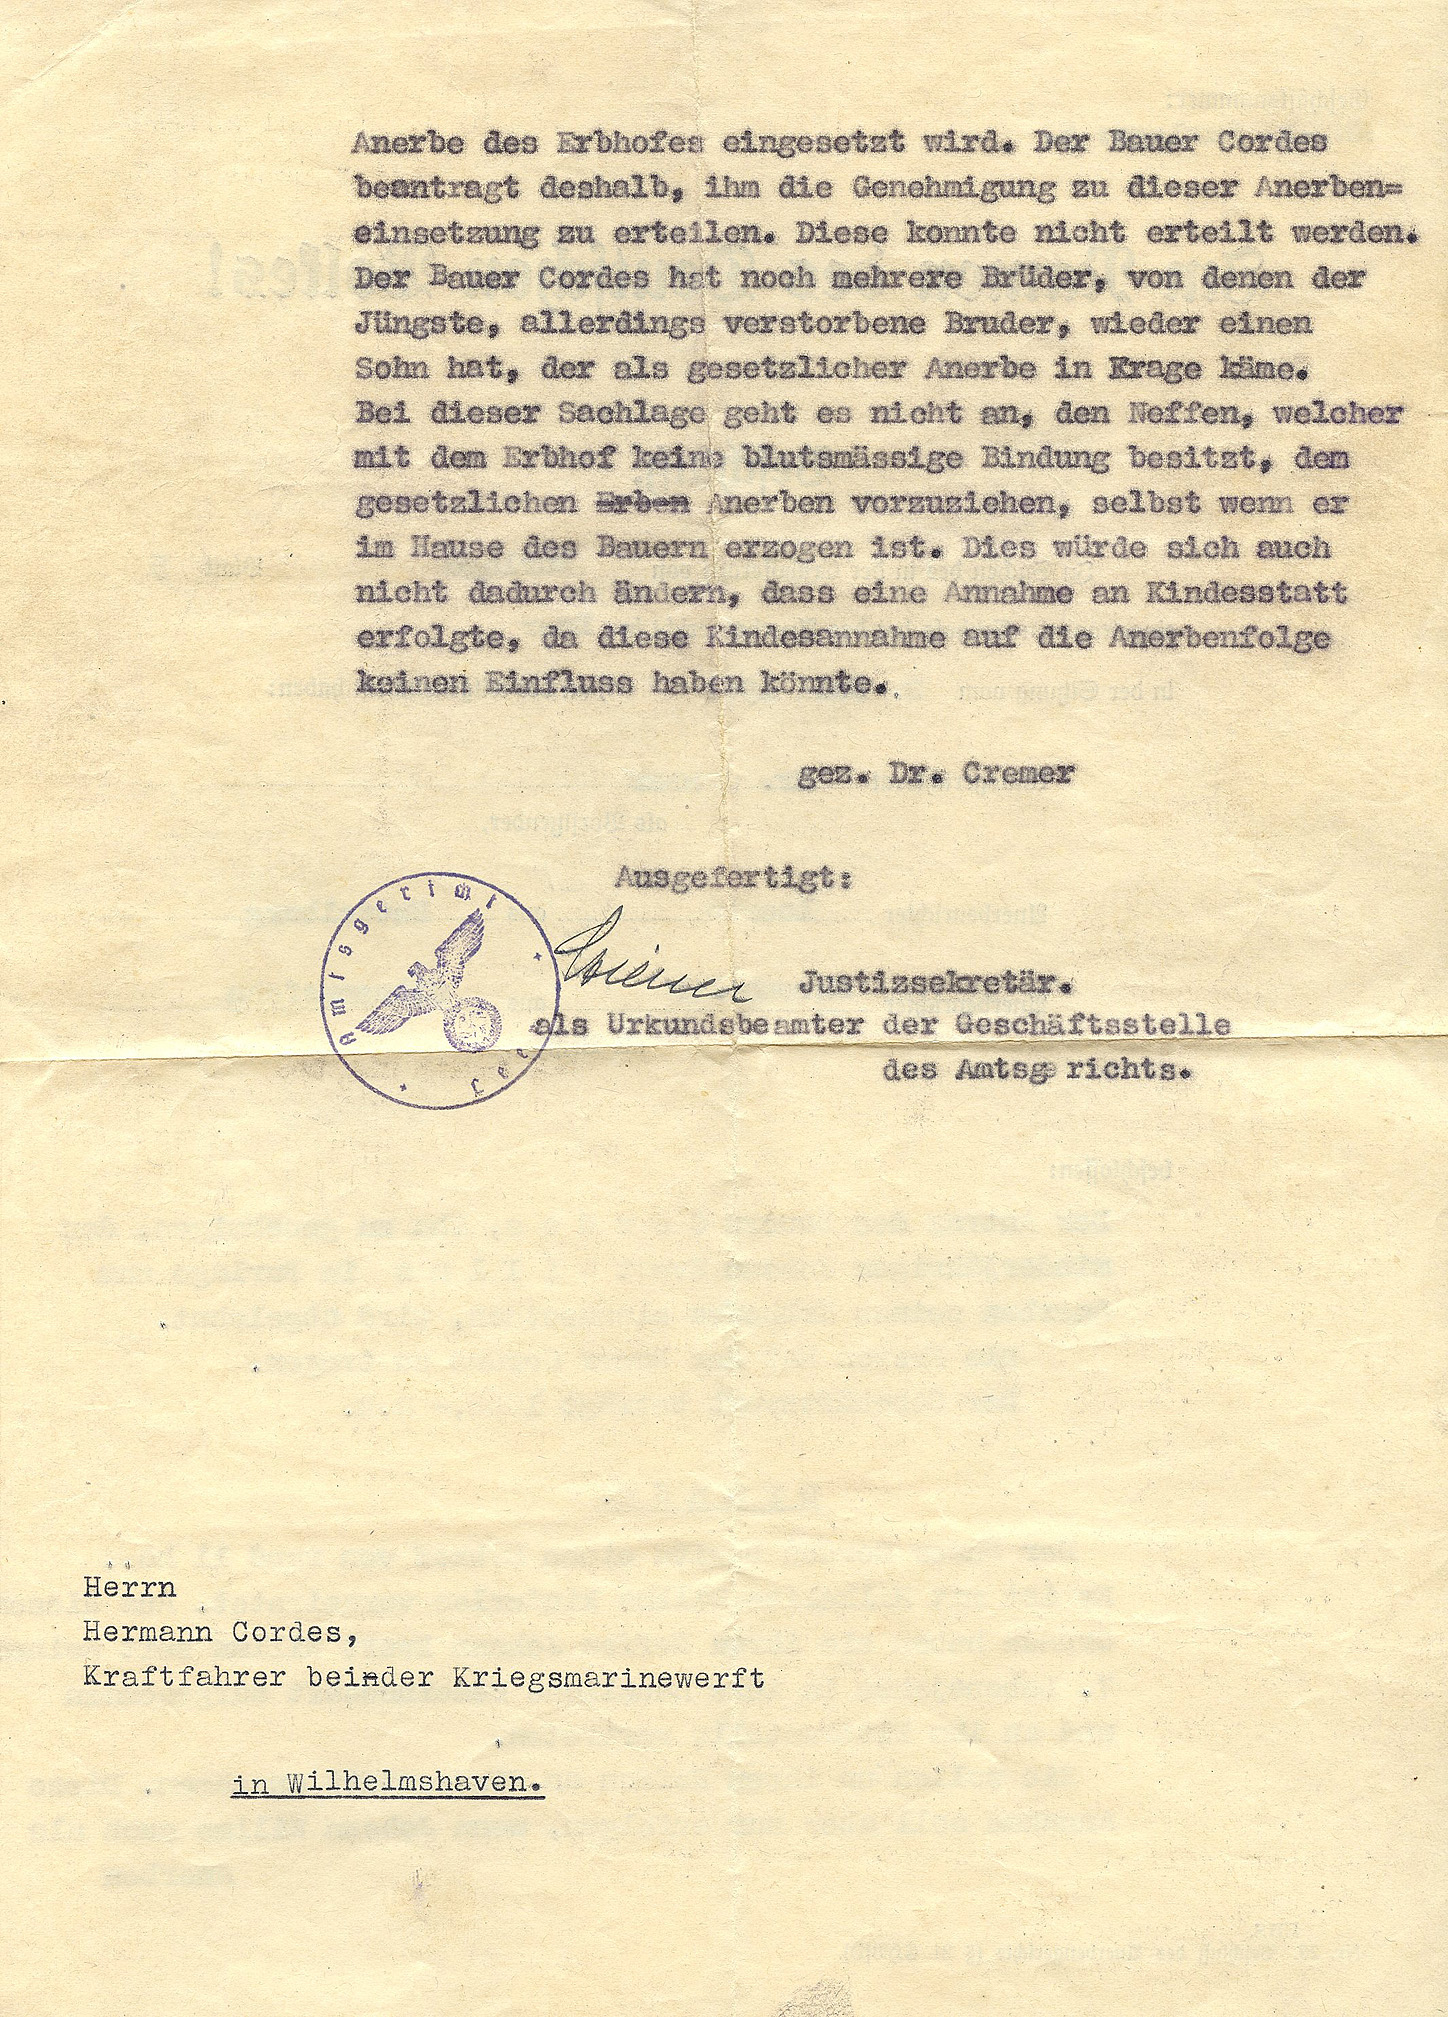 Anerbe des Erbhofes eingesetzt wird. Der Bauer Cordes
beantragt deshalb, ihm die Genehmigung zu dieser Anerben=
einsetzung zu erteilen. Diese konnte nicht erteilt werden.
Der Bauer Cordes hat noch mehrere Brüder, von denen der
Jüngste, allerdings verstorbene Bruder, wieder einen
Sohn hat, der als gesetzlicher Anerbe in Frage käme.
Bei dieser Sachlage geht es nicht an, den Neffen, welcher
mit dem Erbhof keine blutsmässige Bindung besitzt, dem
gesetzlichen Erben Anerben vorzuziehen, selbst wenn er
im Hause des Bauern erzogen ist. Dies würde sich auch
nicht dadurch ändern, dass eine Annahme an Kindesstatt
erfolgte, da diese Kindesannahme auf die Anerbenfolge
keinen Einfluss haben könnte.
gez. Dr. Cremer
Ausgefertigt:
Amtsgericht
Justizsekretär.
als Urkundsbeamter der Geschäftsstelle
des Amtsgerichts.
Herrn
Hermann Cordes,
Kraftfahrer beinder Kriegsmarinewerft
in Wilhelmshaven.